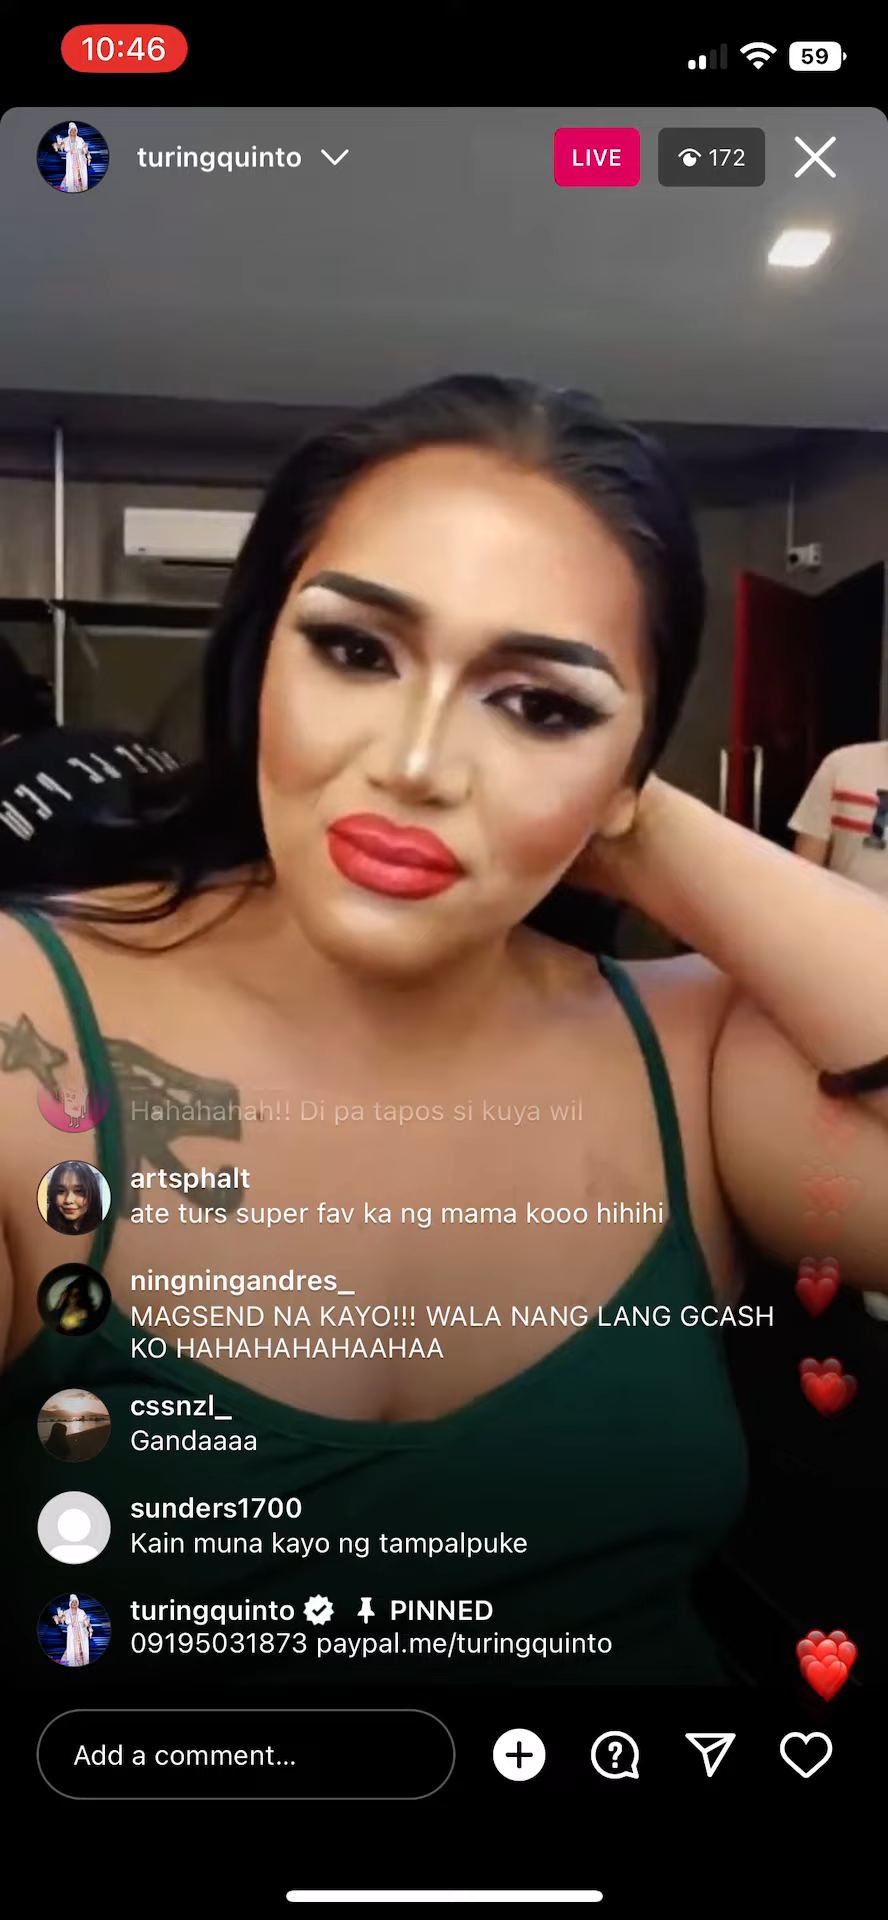 10:46
59
turingquinto
LIVE
172
Hahahahah!! Di pa tapos si kuya wil
artsphalt
ate turs super fav ka ng mama kooo hihihi
ningningandres_
MAGSEND NA KAYO!!! WALA NANG LANG GCASH
KO HAHAHAHAHAAHAA
cssnzl_
Gandaaaa
sunders1700
Kain muna kayo ng tampalpuke
turingquinto PINNED
09195031873 paypal.me/turingquinto
Add a comment...